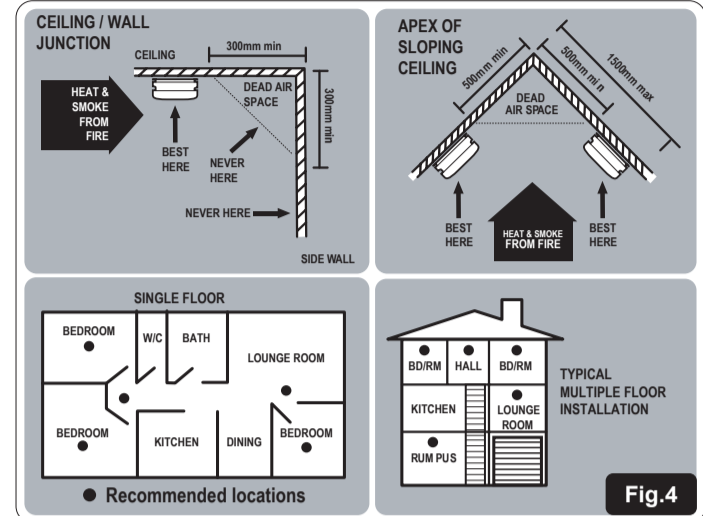 CEILING / WALL
JUNCTION
CEILING
300mm min
HEAT &
SMOKE
FROM
FIRE
DEAD AIR
SPACE
300mm min
BEST
HERE
NEVER
HERE
NEVER HERE
SIDE WALL
APEX OF
SLOPING
CEILING
500mm min
500mm min
1500mm max
DEAD
AIR SPACE
BEST
HERE
HEAT & SMOKE
FROM FIRE
BEST
HERE
SINGLE FLOOR
BEDROOM
W/C
BATH
LOUNGE ROOM
BEDROOM
KITCHEN
DINING
BEDROOM
Recommended locations
BD/RM
HALL
BD/RM
KITCHEN
LOUNGE
ROOM
RUM PUS
TYPICAL
MULTIPLE FLOOR
INSTALLATION
Fig.4